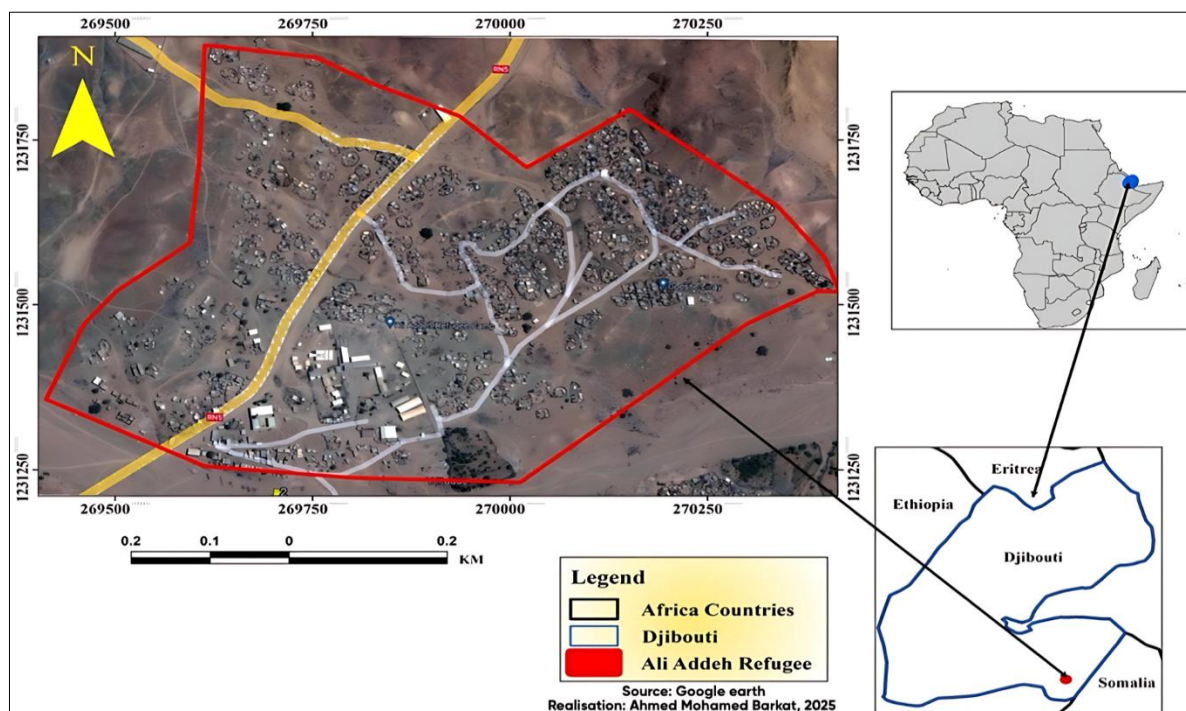 269500 269750 270000 270250
N
RN5
1231750 1231750
1231500 1231500
RN5
1231250 1231250
2
269500 269750 270000 270250
0.2 0.1 0 0.2
KM
Eritrea
Ethiopia
Djibouti
Somalia
Legend
Africa Countries
Djibouti
Ali Addeh Refugee
Source: Google earth
Realisation: Ahmed Mohamed Barkat, 2025